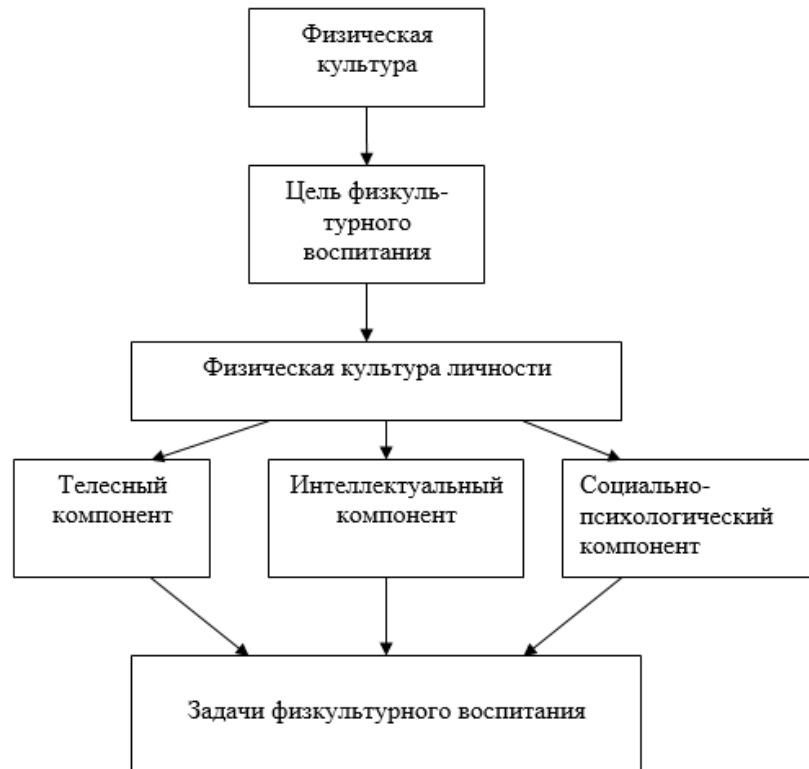 Физическая
культура
Цель физкуль-
турного
воспитания
Физическая культура личности
Телесный
компонент
Интеллектуальный
компонент
Социально-
психологический
компонент
Задачи физкультурного воспитания